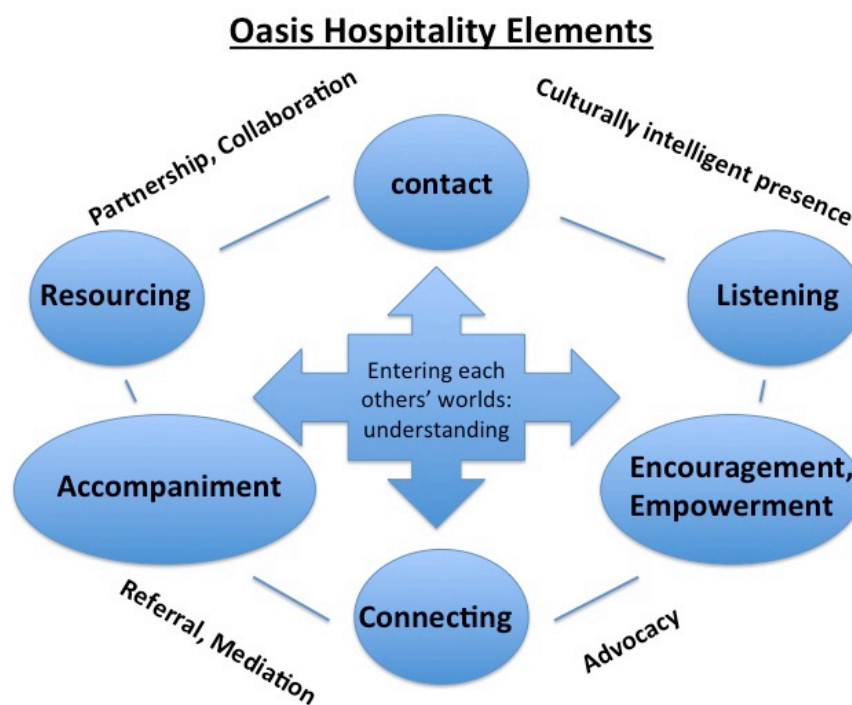 Oasis Hospitality Elements
Partnership, Collaboration
Culturally intelligent presence
contact
Resourcing
Listening
Entering each
others’ worlds:
understanding
Accompaniment
Encouragement,
Empowerment
Connecting
Referral, Mediation
Advocacy